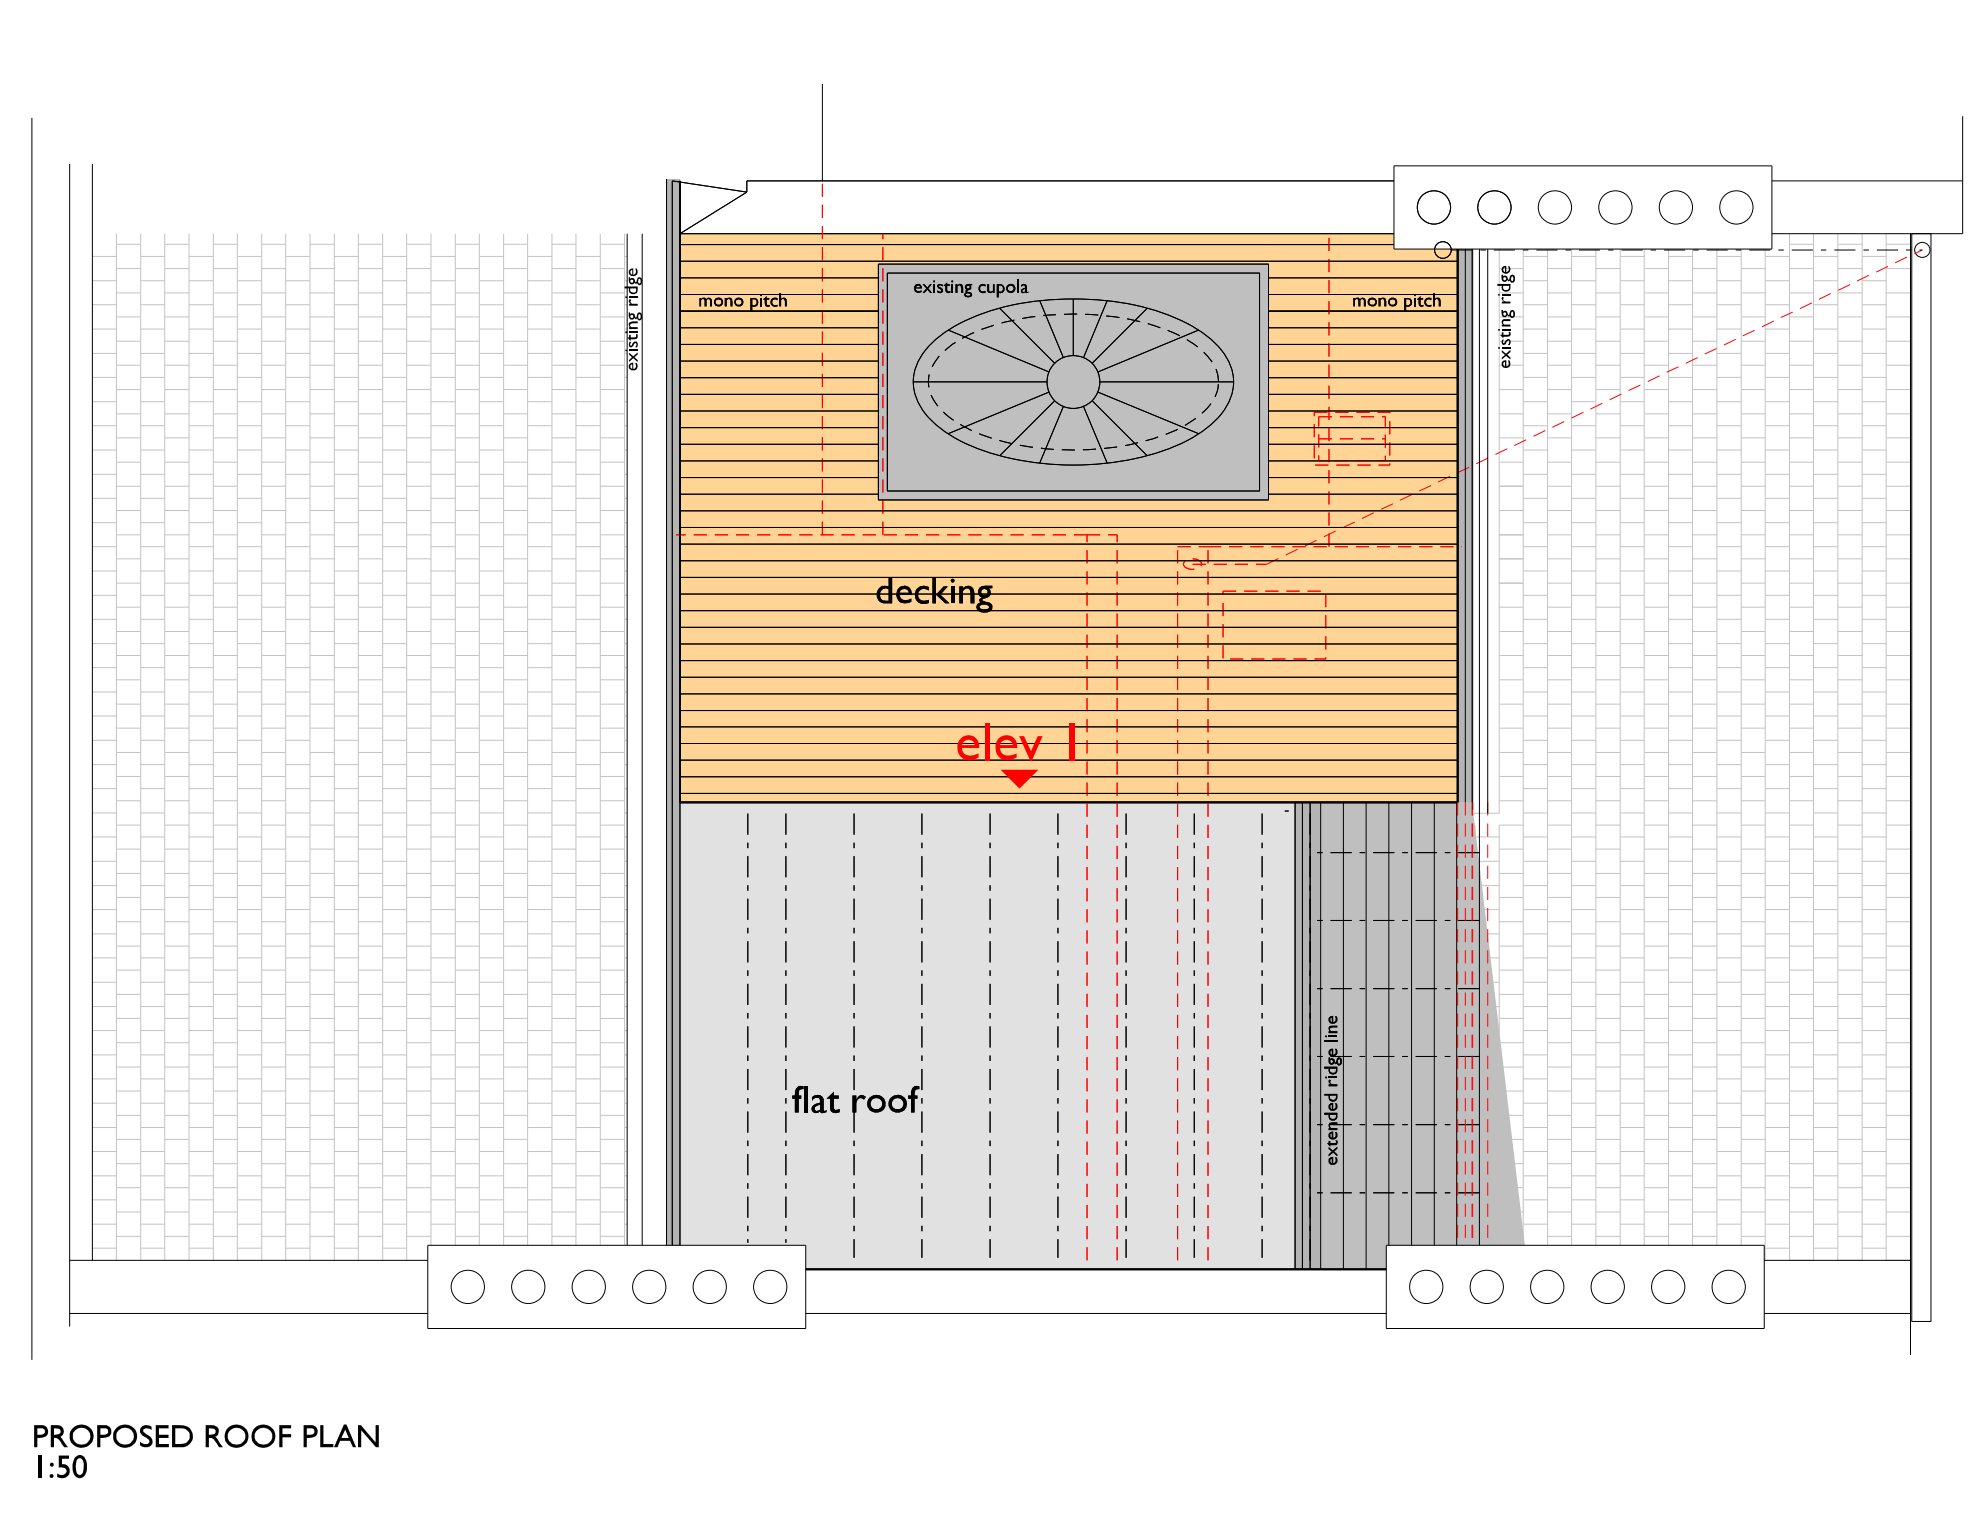 existing cupola
mono pitch
mono pitch
existing ridge
existing ridge
decking
elev 1
flat roof
extended ridge line
PROPOSED ROOF PLAN
1:50